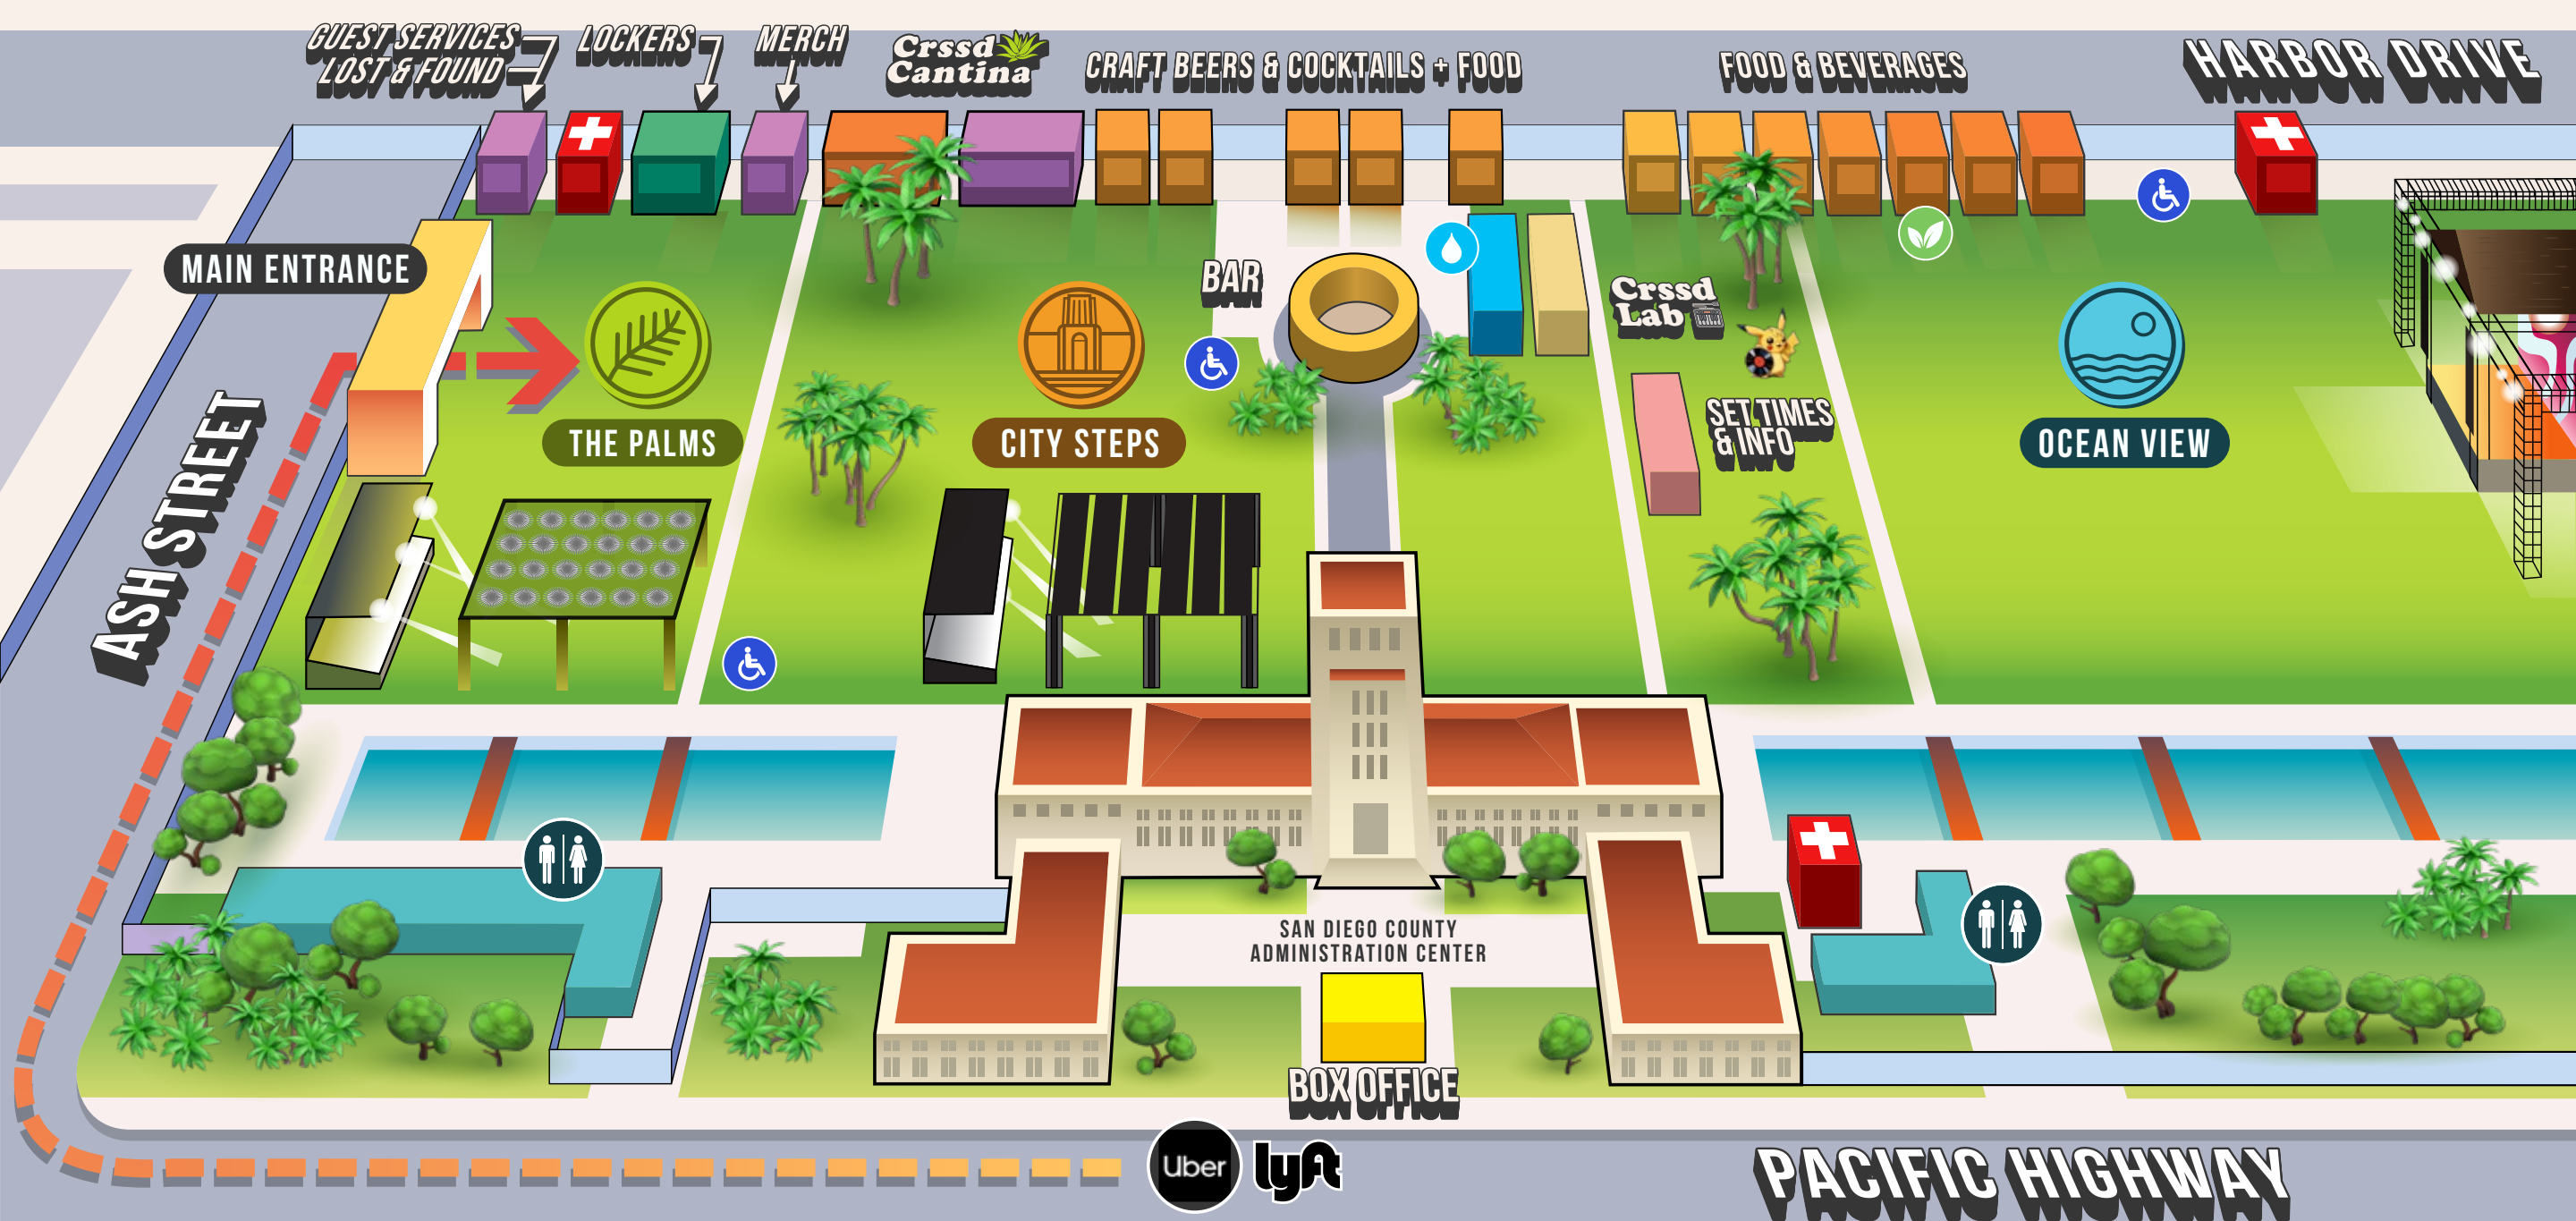 GUEST SERVICES
LOST & FOUND
LOCKERS
MERCH
Crssd
Cantina
CRAFT BEERS & COCKTAILS + FOOD
FOOD & BEVERAGES
HARBOR DRIVE
MAIN ENTRANCE
BAR
Crssd
Lab
THE PALMS
CITY STEPS
SET TIMES
& INFO
OCEAN VIEW
ASH STREET
SAN DIEGO COUNTY
ADMINISTRATION CENTER
BOX OFFICE
Uber
lyft
PACIFIC HIGHWAY